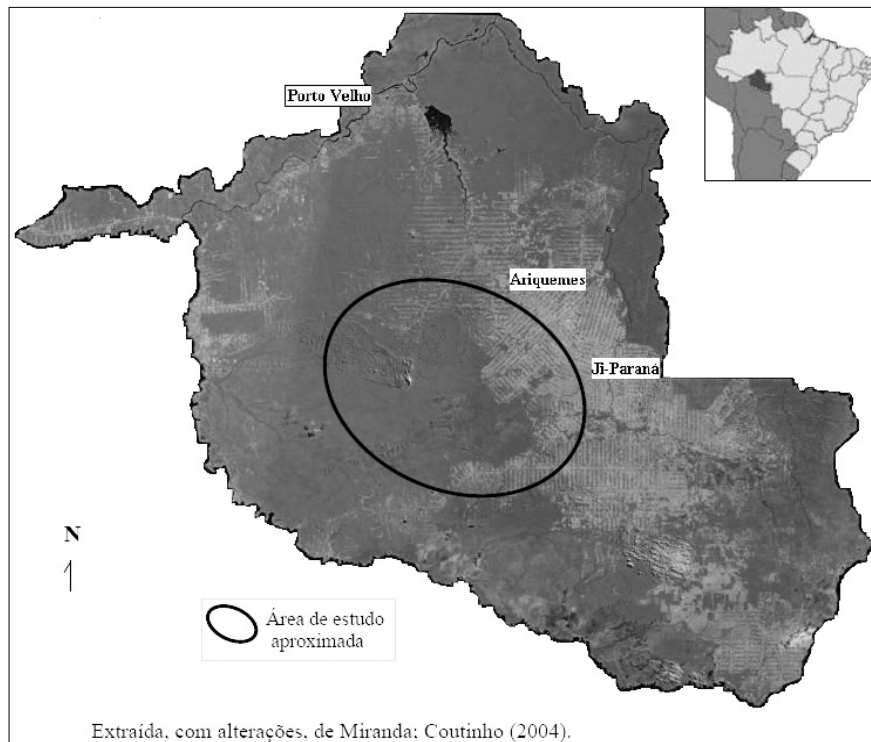 Porto Velho
Ariquemes
Ji-Paraná
N
Área de estudo
aproximada
Extraída, com alterações, de Miranda; Coutinho (2004).